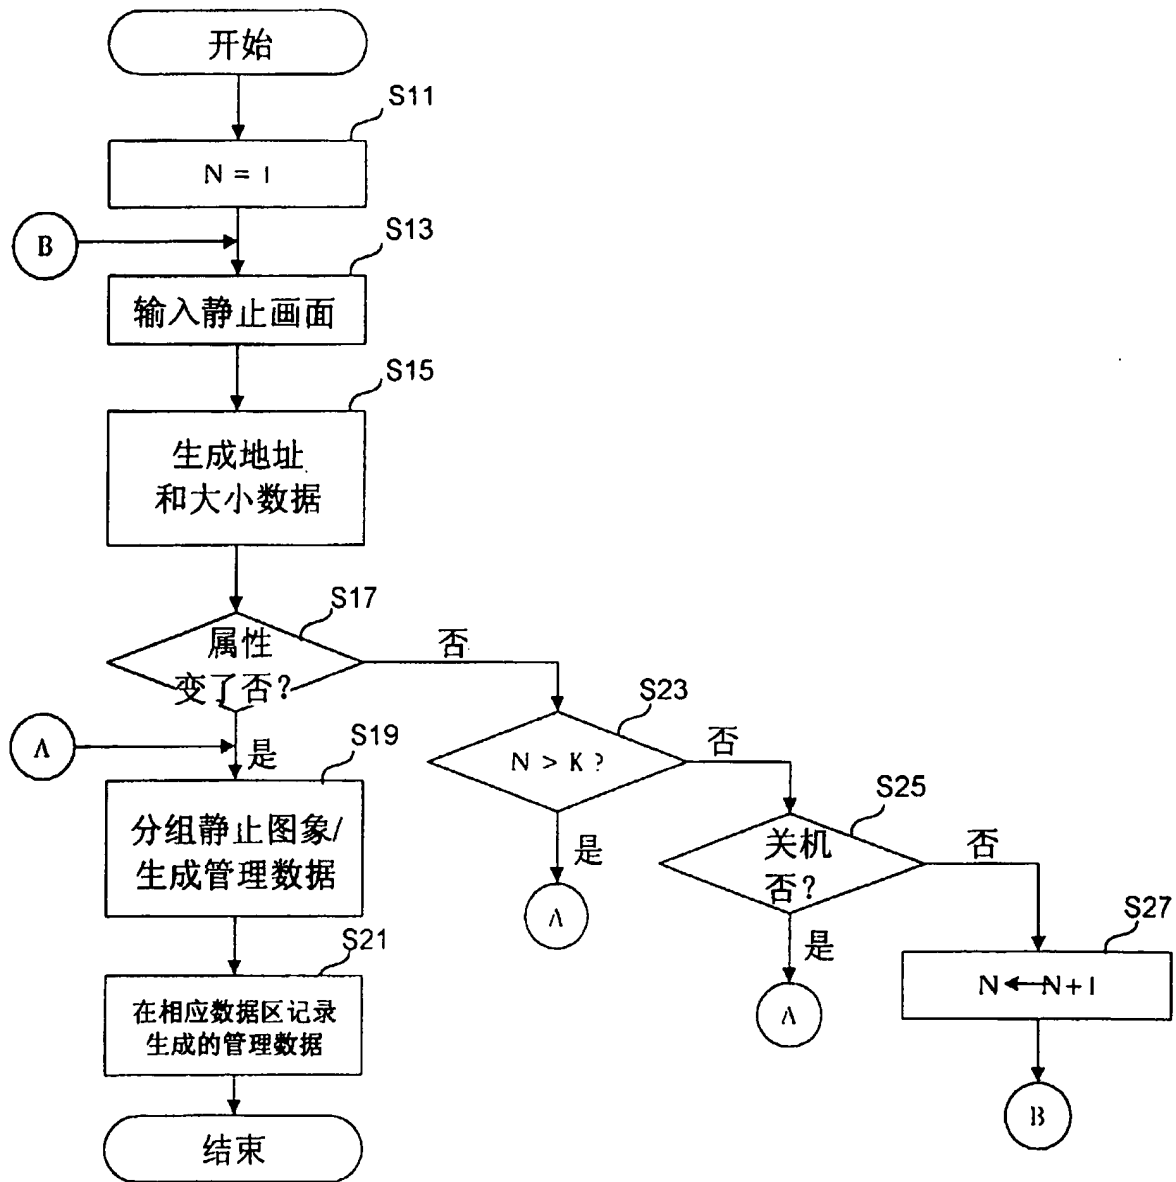 开始
S11
N = 1
B
S13
输入静止画面
S15
生成地址
和大小数据
S17
属性
变了否?
否
S23
N > K ?
否
A
是
S19
分组静止图象/
生成管理数据
是
A
S25
关机
否?
否
是
A
S27
N←N+1
B
S21
在相应数据区记录
生成的管理数据
结束